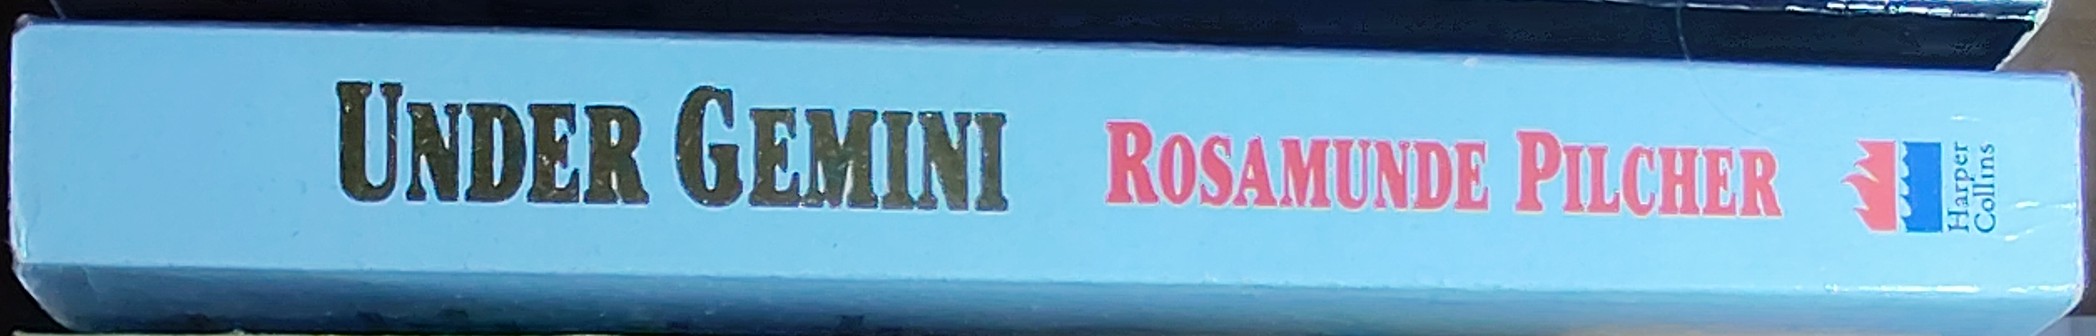 UNDER GEMINI
ROSAMUNDE PILCHER
Harper
Collins